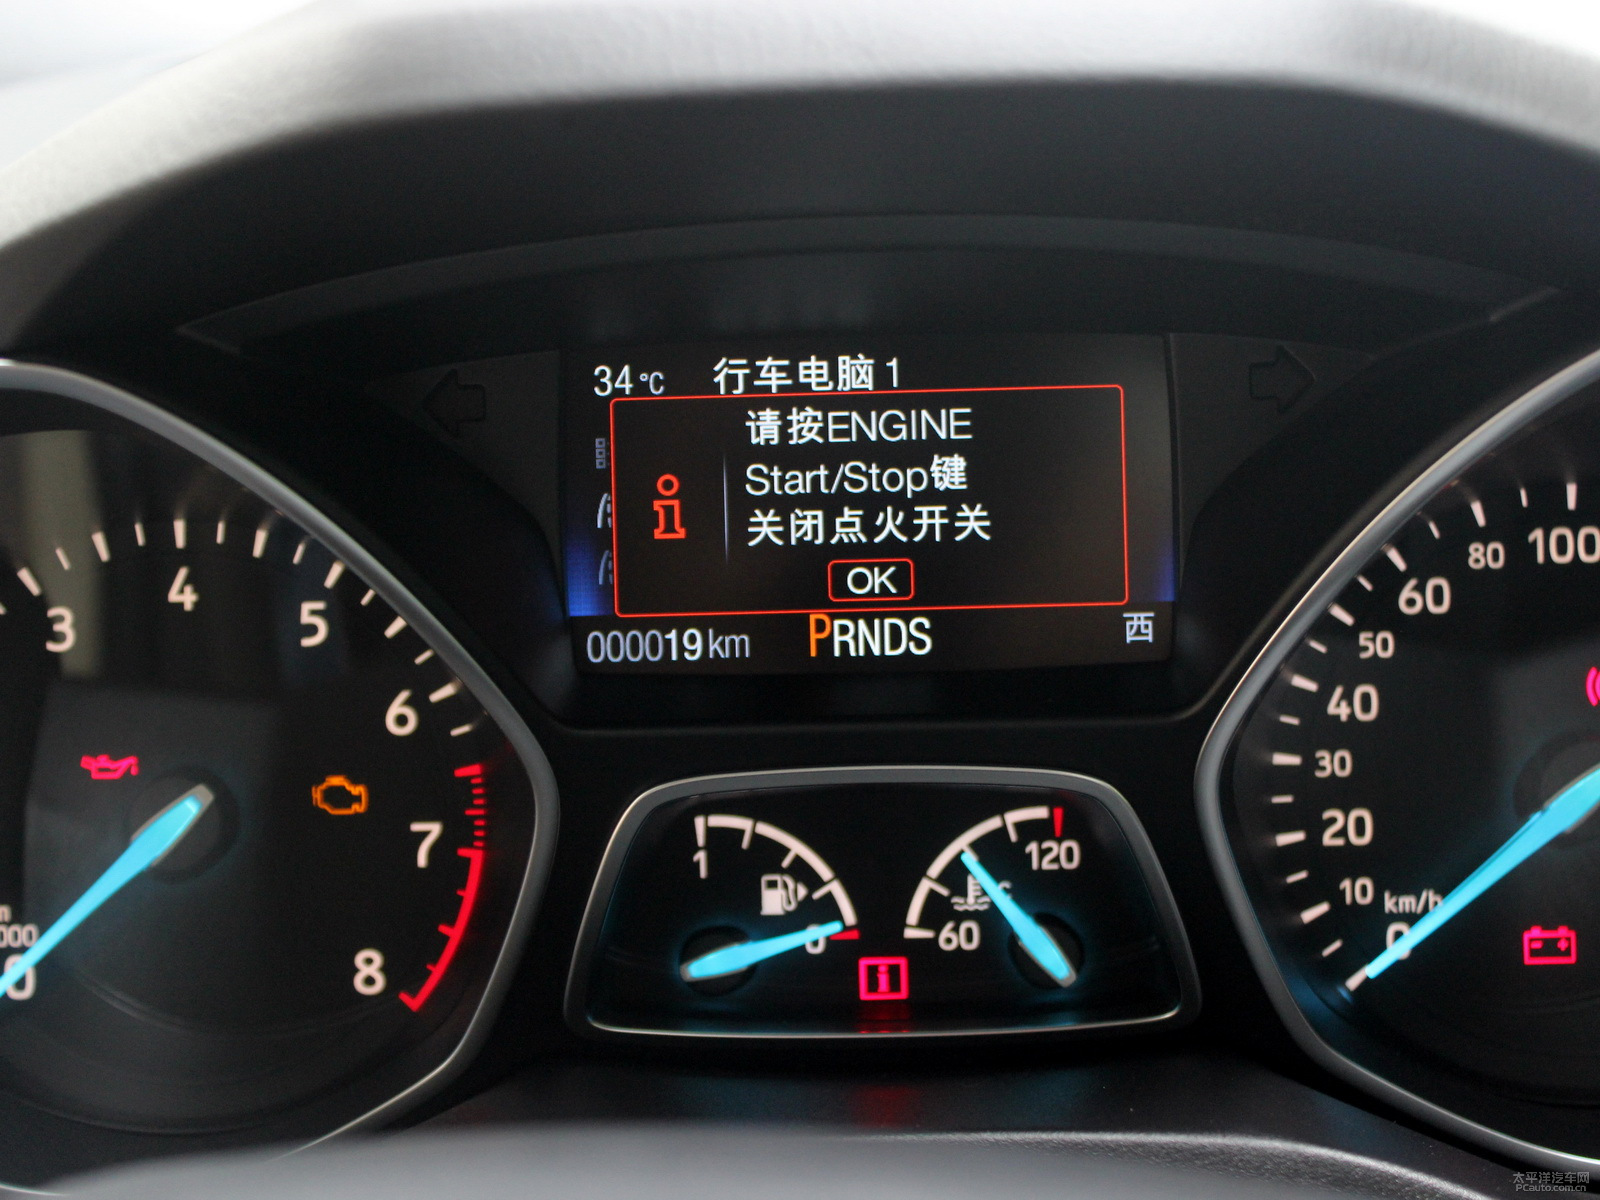 34°C 行车电脑1
请按ENGINE
Start/Stop键
关闭点火开关
OK
000019km PRNDS 西
3 4 5 6 7 8
000
0
1 0
60 120
0 10 20 30 40 50 60 80 100
km/h
太平洋汽车网
PCauto.com.cn